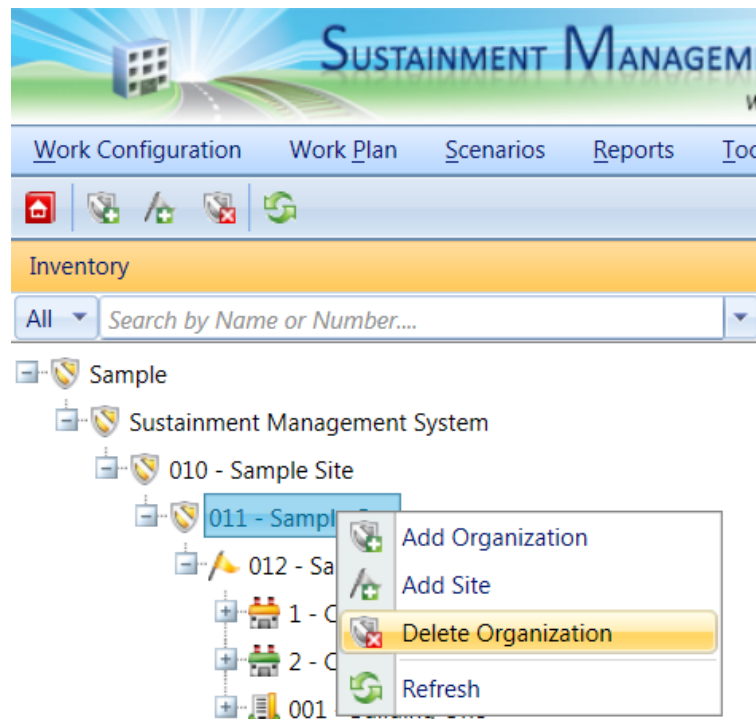 SUSTAINMENT MANAGEM
Work Configuration Work Plan Scenarios Reports Too
Inventory
All Search by Name or Number....
Sample
Sustainment Management System
010 - Sample Site
011 - Sampl
Add Organization
012 - Sa
Add Site
1 - C
Delete Organization
2 - C
Refresh
001 -